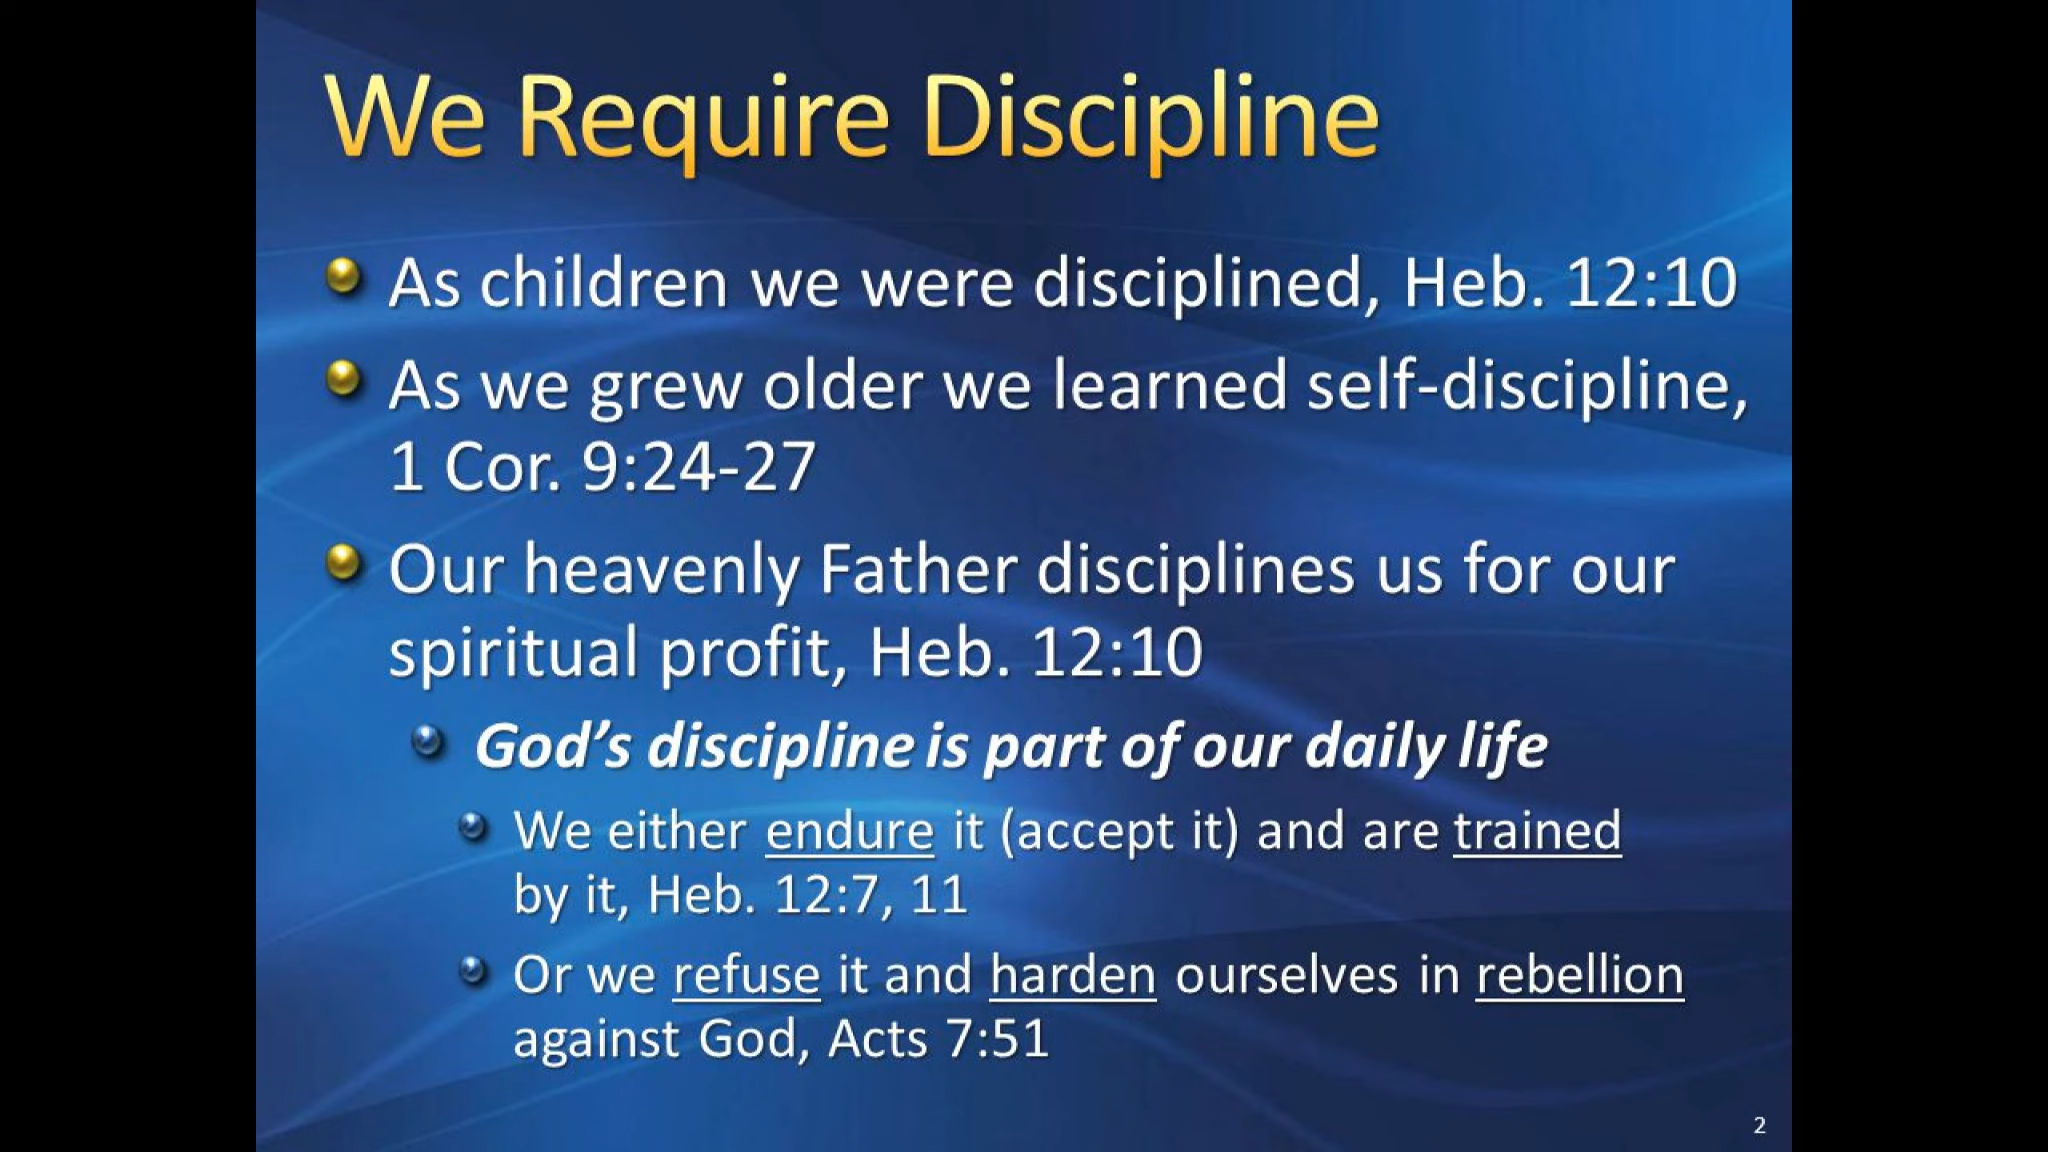 We Require Discipline
As children we were disciplined, Heb. 12:10
As we grew older we learned self-discipline,
1 Cor. 9:24-27
Our heavenly Father disciplines us for our
spiritual profit, Heb. 12:10
God’s discipline is part of our daily life
We either endure it (accept it) and are trained
by it, Heb. 12:7, 11
Or we refuse it and harden ourselves in rebellion
against God, Acts 7:51
2